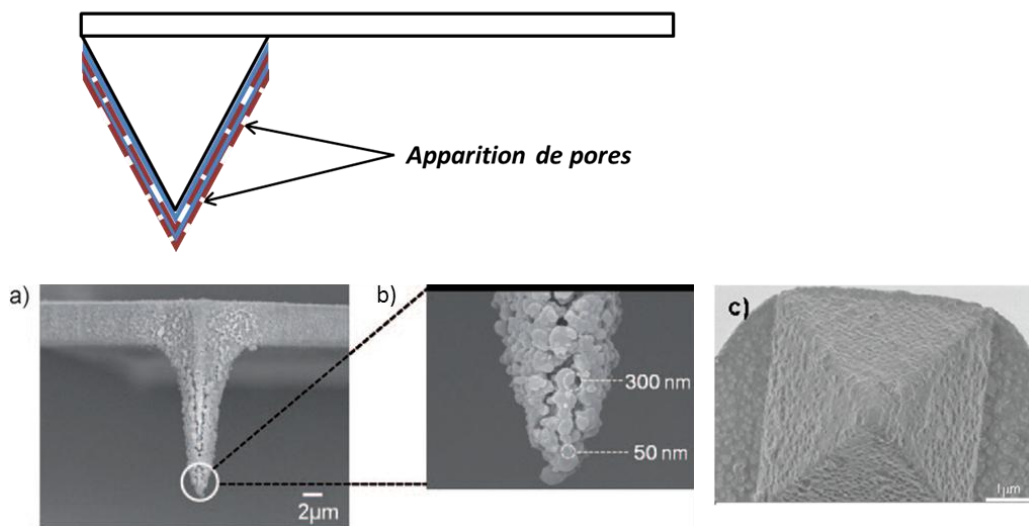 Apparition de pores
a)
b)
c)
300 nm
50 nm
2µm
1µm